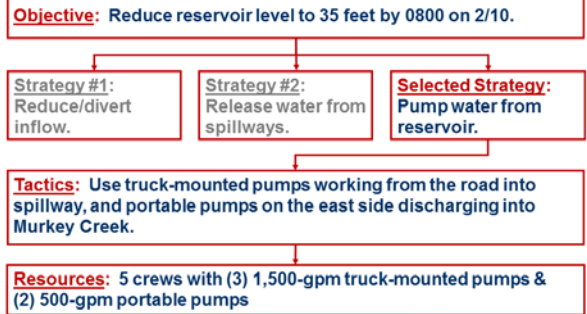 Objective: Reduce reservoir level to 35 feet by 0800 on 2/10.
Strategy #1:
Reduce/divert
inflow.
Strategy #2:
Release water from
spillways.
Selected Strategy:
Pump water from
reservoir.
Tactics: Use truck-mounted pumps working from the road into
spillway, and portable pumps on the east side discharging into
Murkey Creek.
Resources: 5 crews with (3) 1,500-gpm truck-mounted pumps &
(2) 500-gpm portable pumps